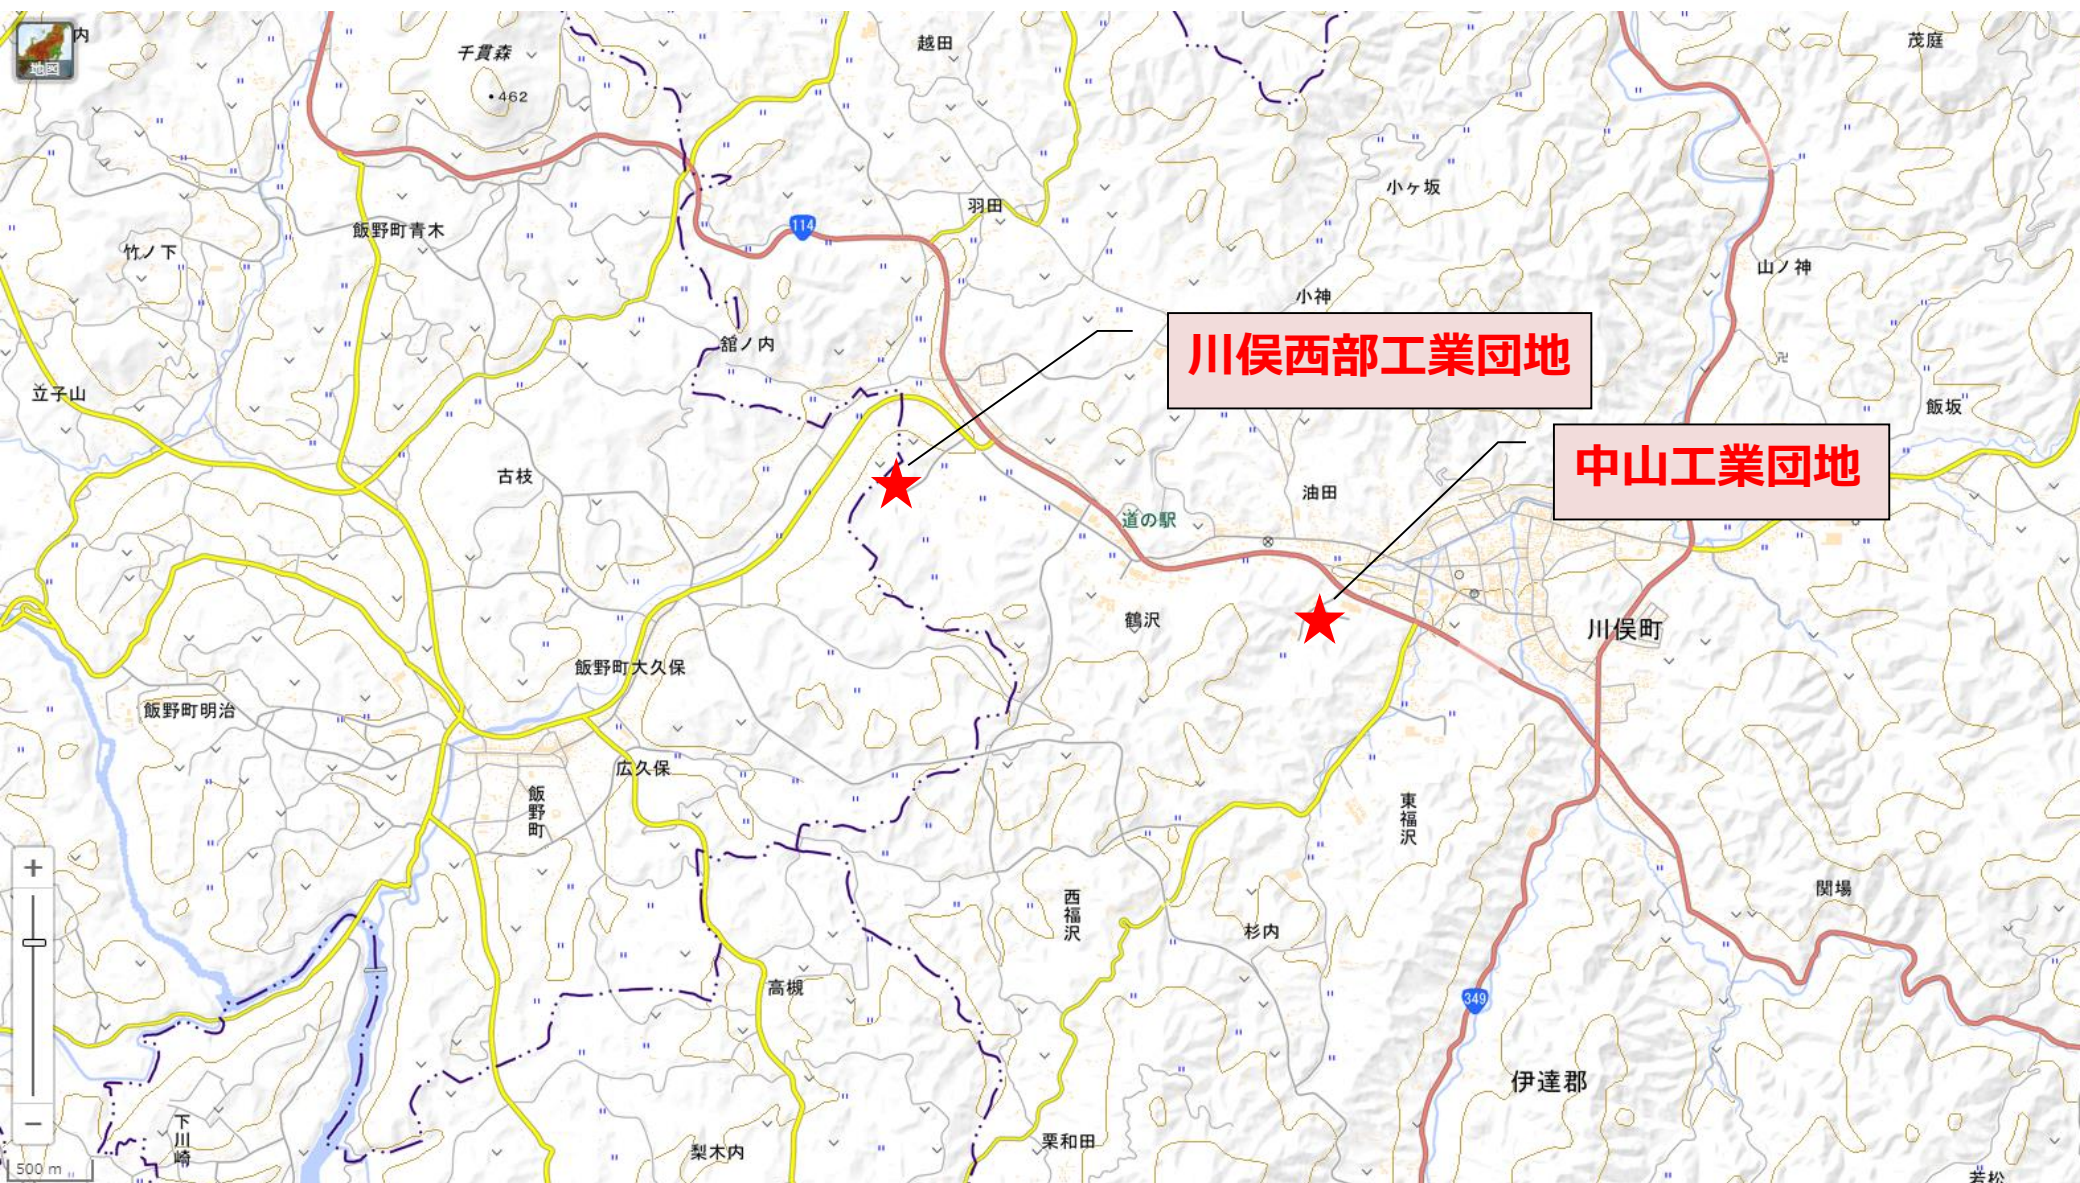 内
地図
千貫森
462
越田
茂庭
小ヶ坂
羽田
飯野町青木
114
竹ノ下
山ノ神
小神
舘ノ内
川俣西部工業団地
立子山
飯坂
中山工業団地
古枝
油田
道の駅
鶴沢
川俣町
飯野町大久保
飯野町明治
広久保
飯野町
東福沢
関場
西福沢
杉内
高槻
349
伊達郡
下川崎
栗和田
梨木内
500 m
若松